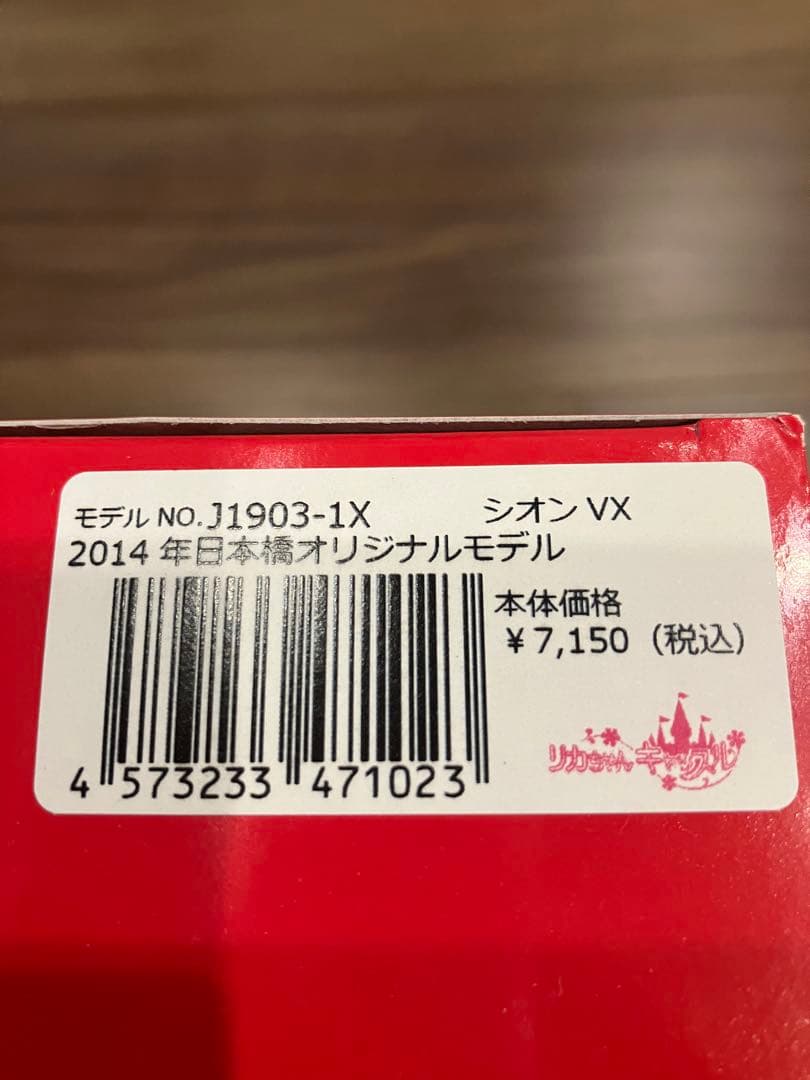 モデル NO.J1903-1X シオン VX
2014 年日本橋オリジナルモデル
本体価格
¥7,150 (税込)
リカちゃん キャッスル
4 573233 471023